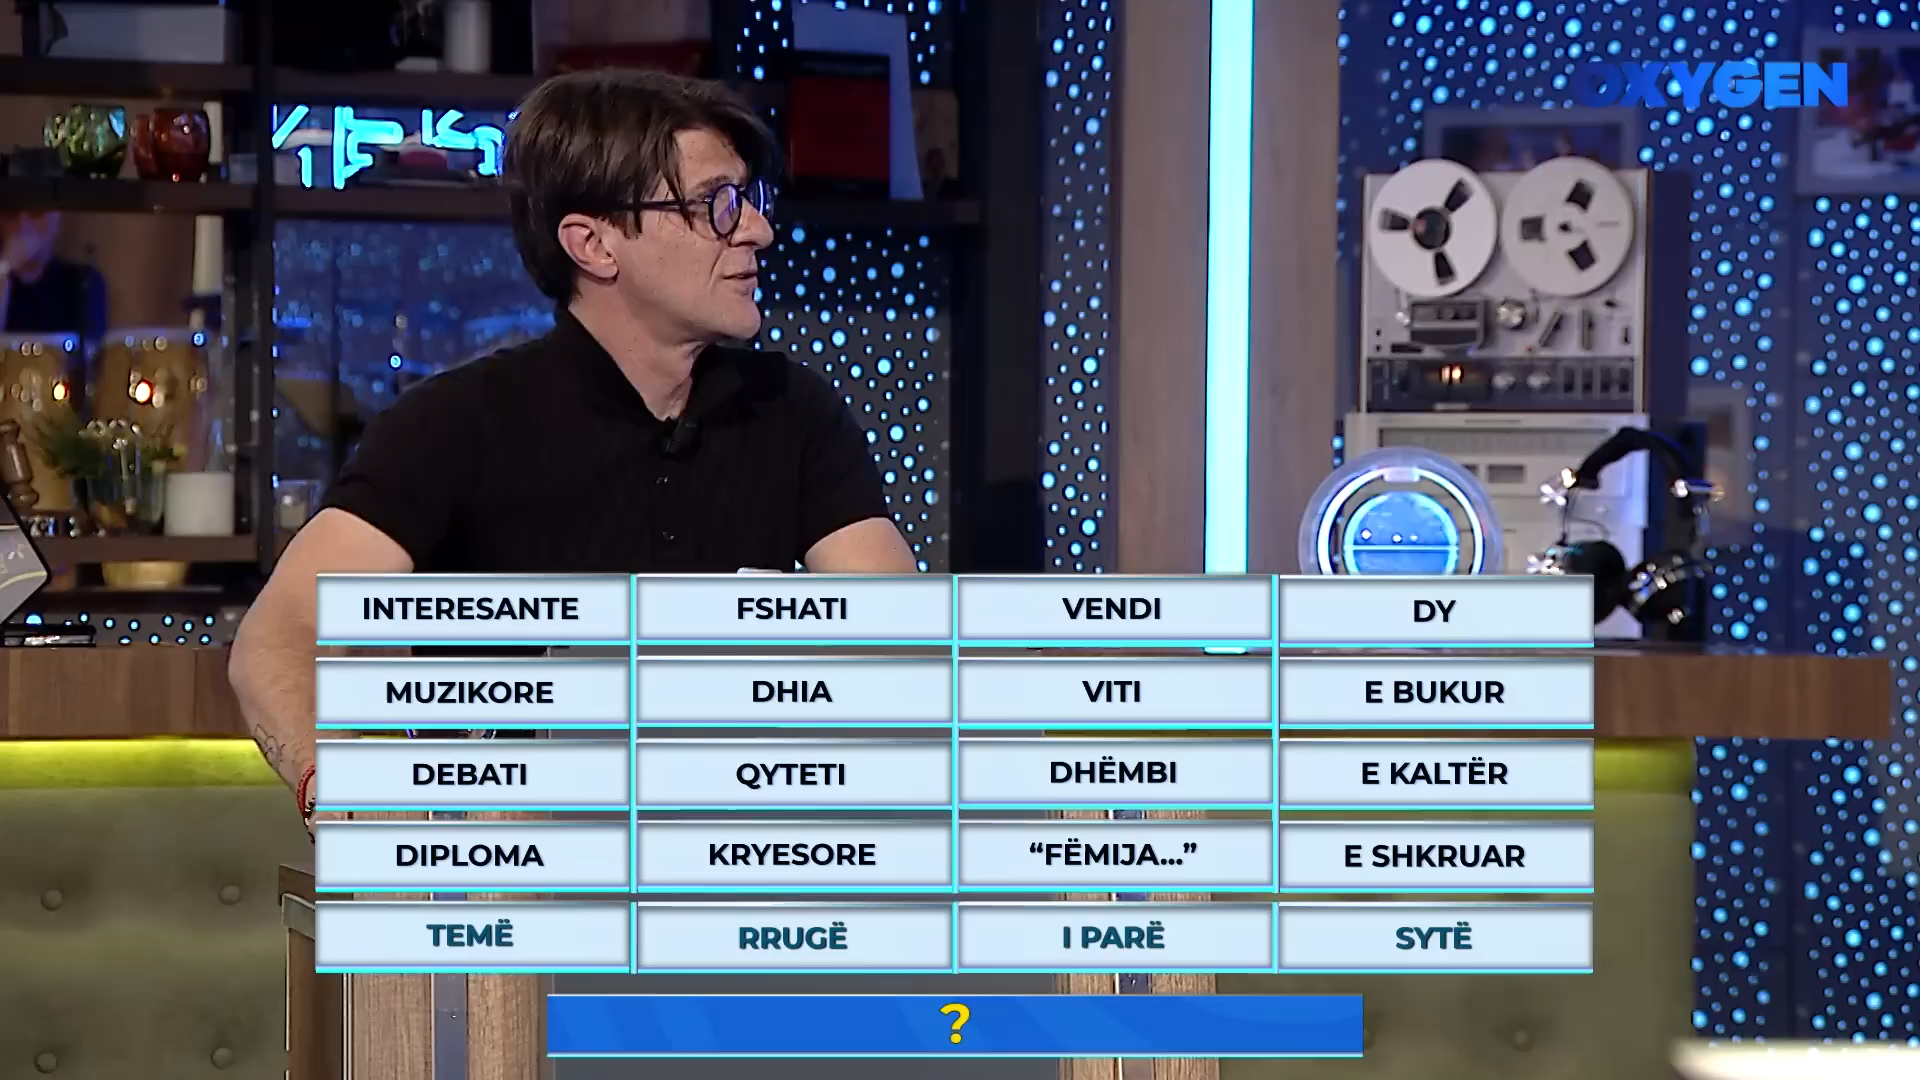 OXYGEN
INTERESANTE FSHATI VENDI DY
MUZIKORE DHIA VITI E BUKUR
DEBATI QYTETI DHËMBI E KALTËR
DIPLOMA KRYESORE “FËMIJA...” E SHKRUAR
TEMË RRUGË I PARË SYTË
?